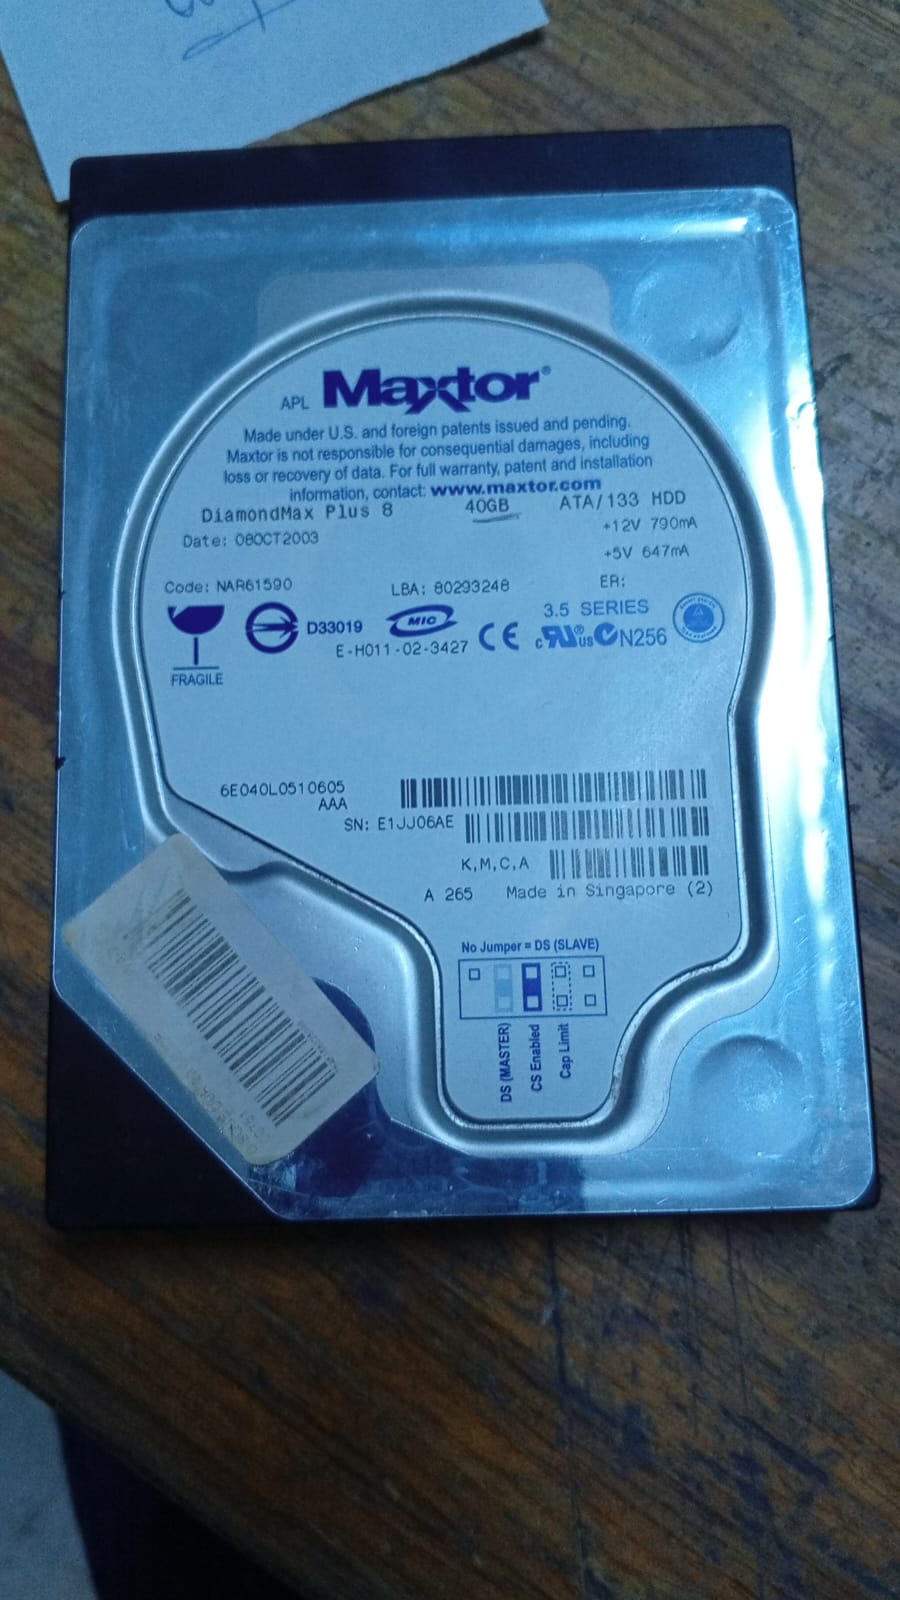 APL Maxtor®
Made under U.S. and foreign patents issued and pending.
Maxtor is not responsible for consequential damages, including
loss or recovery of data. For full warranty, patent and installation
information, contact: www.maxtor.com
DiamondMax Plus 8 40GB ATA/133 HDD
+12V 790mA
Date: 08OCT2003
+5V 647mA
Code: NAR61590 LBA: 80293248 ER:
3.5 SERIES
D33019 MIC CE c UR® us N256
E-H011-02-3427
FRAGILE
6E040L0510605
AAA
SN: E1JJ06AE
K,M,C,A
A 265 Made in Singapore (2)
No Jumper = DS (SLAVE)
DS (MASTER)
CS Enabled
Cap Limit